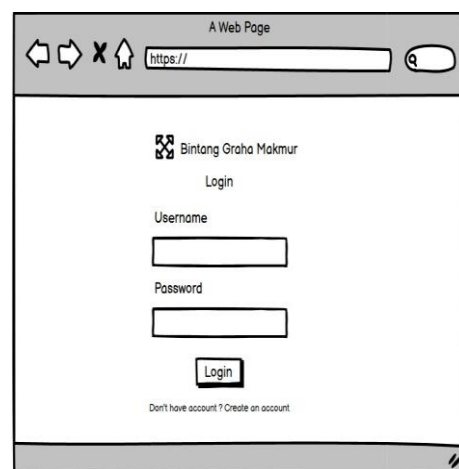 A Web Page
https://
Bintang Graha Makmur
Login
Username
Password
Login
Don't have account ? Create an account